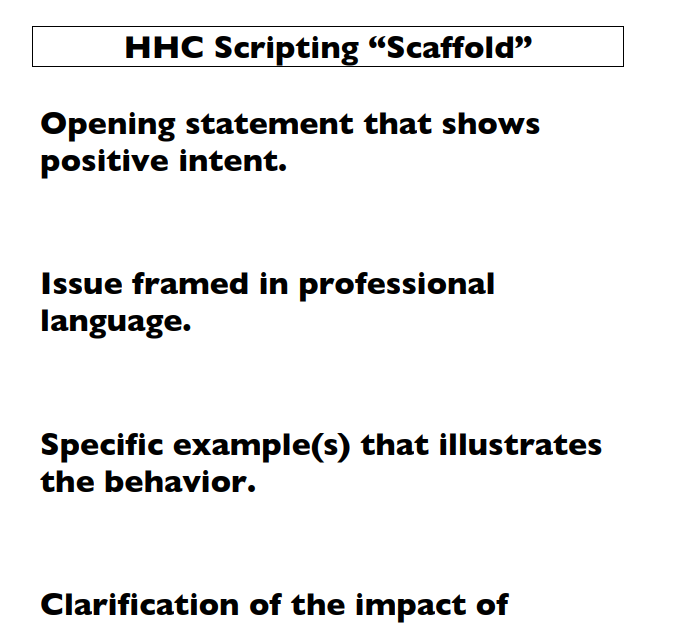 HHC Scripting “Scaffold”
Opening statement that shows
positive intent.
Issue framed in professional
language.
Specific example(s) that illustrates
the behavior.
Clarification of the impact of